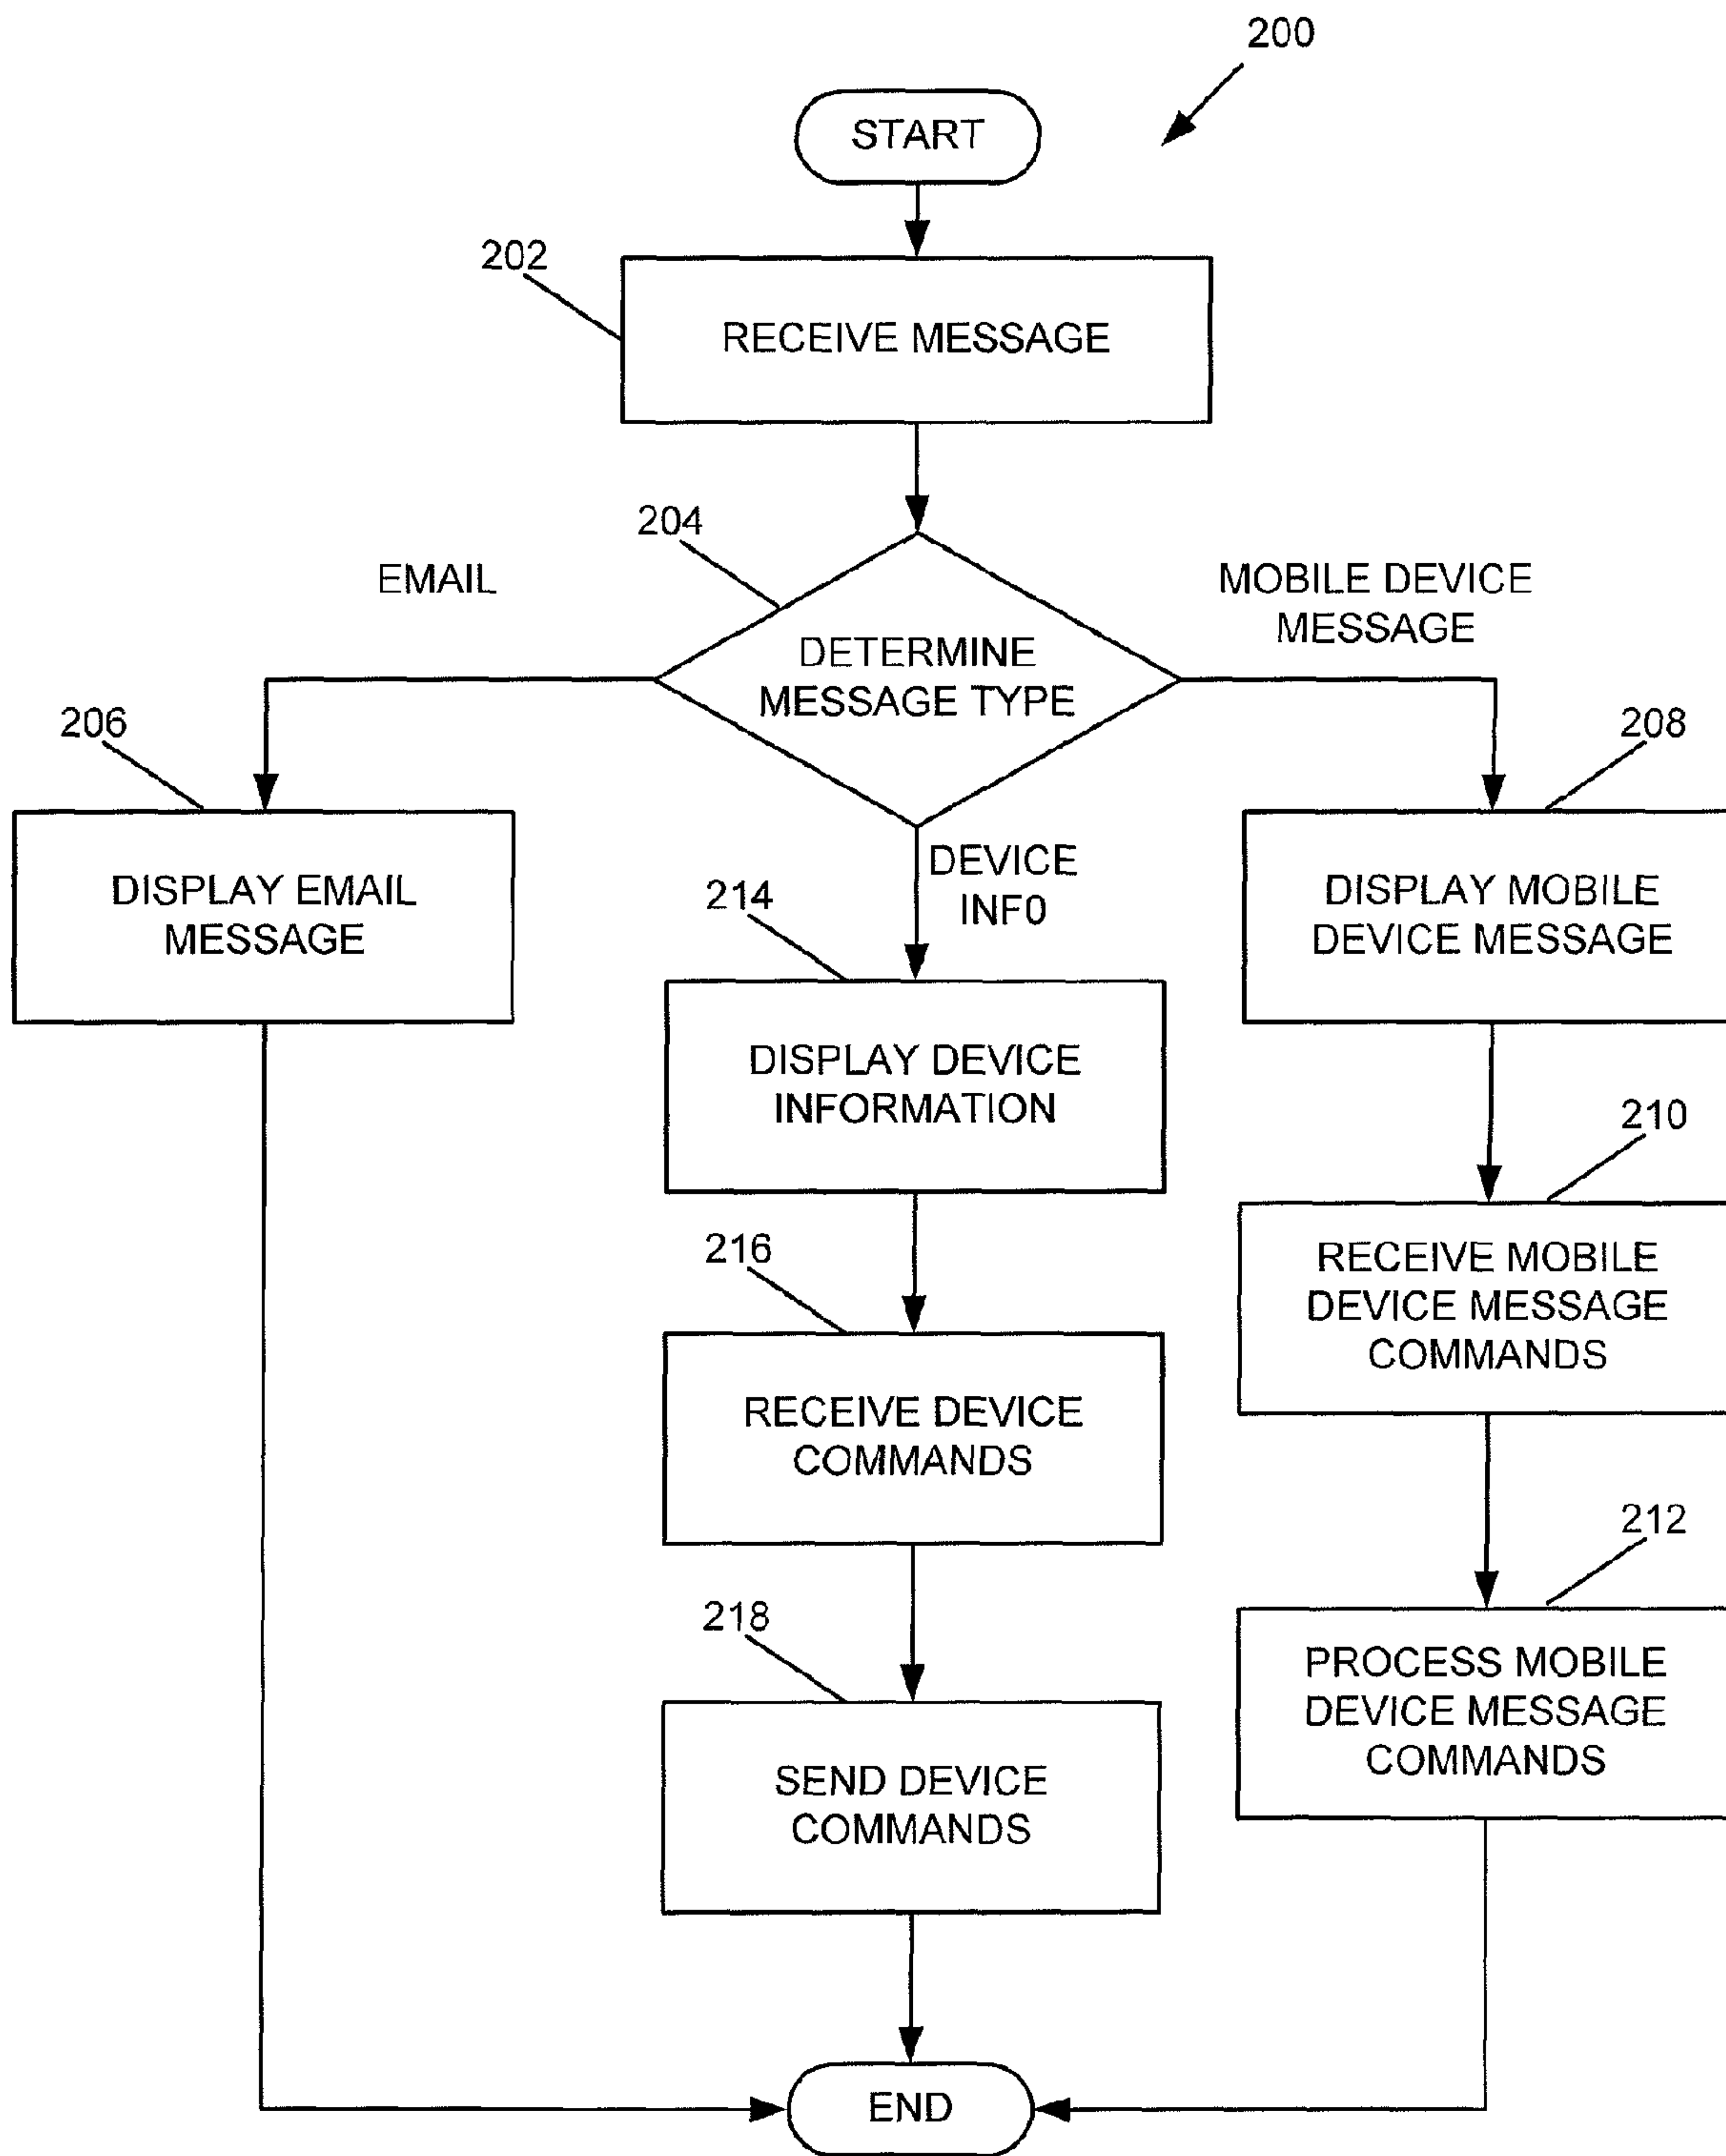 200
START
202
RECEIVE MESSAGE
204
EMAIL
MOBILE DEVICE
MESSAGE
DETERMINE
MESSAGE TYPE
206
208
DISPLAY EMAIL
MESSAGE
DEVICE
INF0
214
DISPLAY MOBILE
DEVICE MESSAGE
DISPLAY DEVICE
INFORMATION
210
216
RECEIVE MOBILE
DEVICE MESSAGE
COMMANDS
RECEIVE DEVICE
COMMANDS
212
218
PROCESS MOBILE
DEVICE MESSAGE
COMMANDS
SEND DEVICE
COMMANDS
END